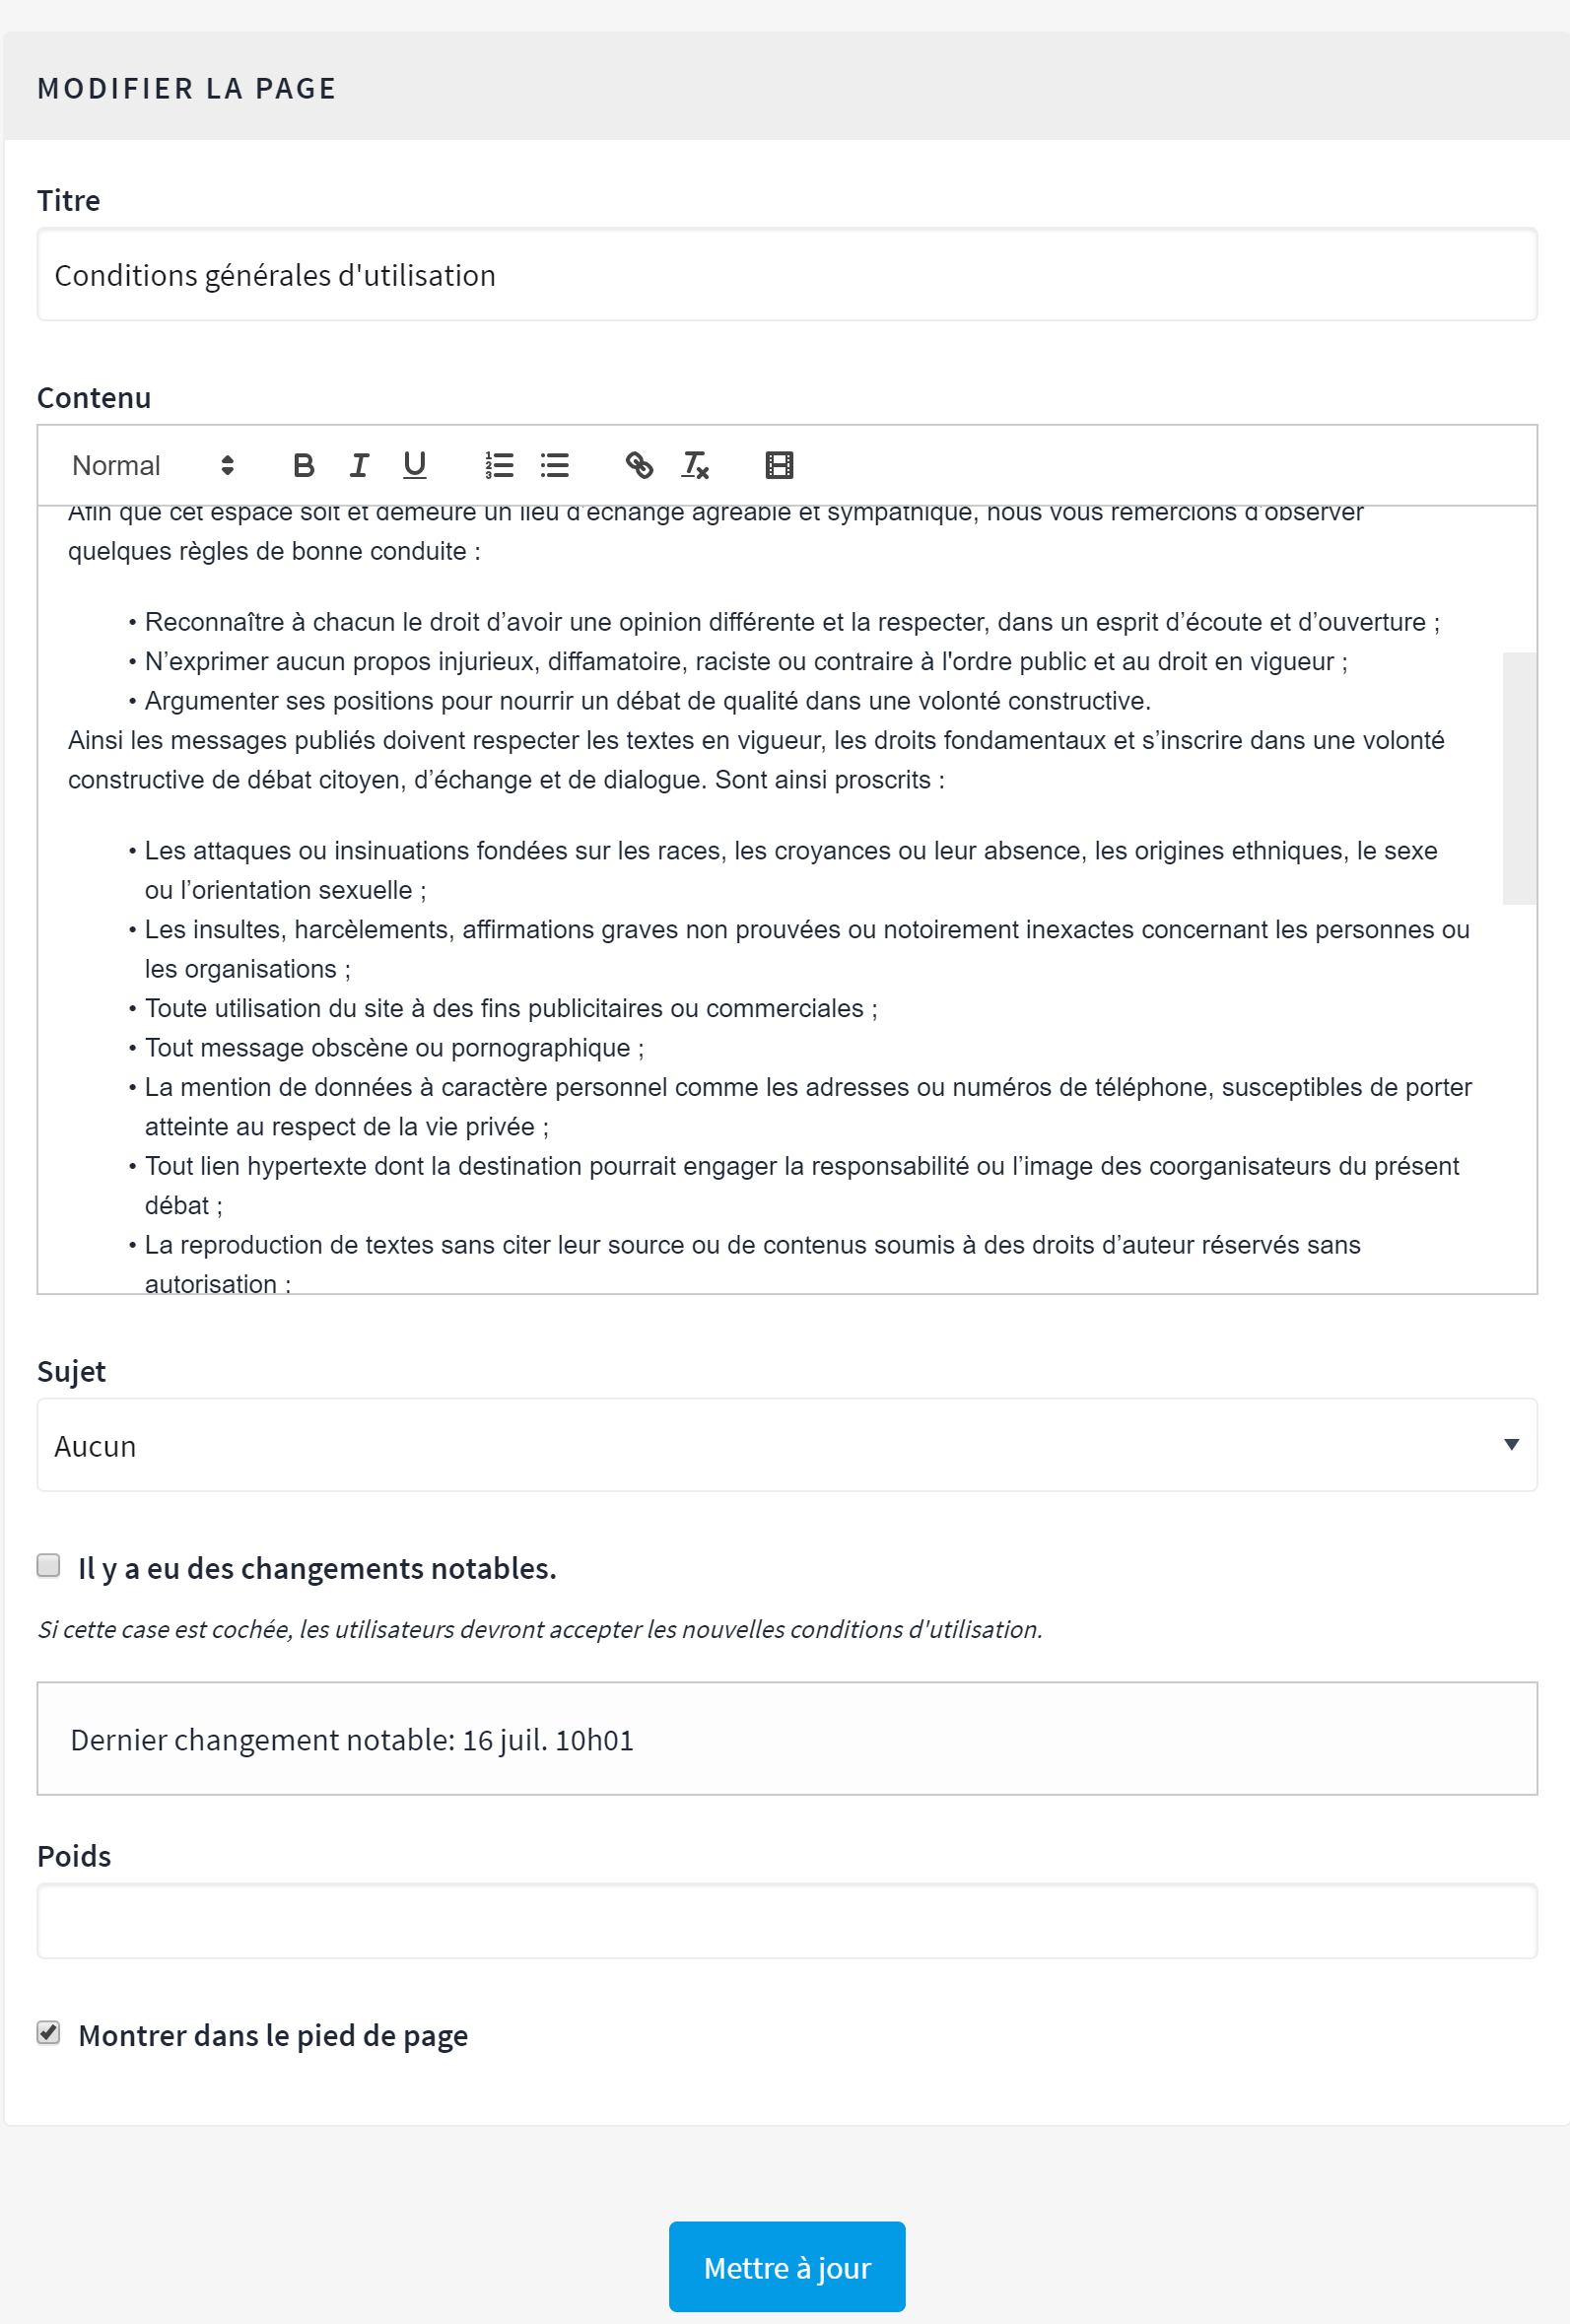 MODIFIER LA PAGE
Titre
Conditions générales d'utilisation
Contenu
Normal
Afin que cet espace soit et demeure un lieu d’échange agréable et sympathique, nous vous remercions d’observer
quelques règles de bonne conduite :
• Reconnaître à chacun le droit d’avoir une opinion différente et la respecter, dans un esprit d’écoute et d’ouverture ;
• N’exprimer aucun propos injurieux, diffamatoire, raciste ou contraire à l'ordre public et au droit en vigueur ;
• Argumenter ses positions pour nourrir un débat de qualité dans une volonté constructive.
Ainsi les messages publiés doivent respecter les textes en vigueur, les droits fondamentaux et s’inscrire dans une volonté
constructive de débat citoyen, d’échange et de dialogue. Sont ainsi proscrits :
• Les attaques ou insinuations fondées sur les races, les croyances ou leur absence, les origines ethniques, le sexe
ou l’orientation sexuelle ;
• Les insultes, harcèlements, affirmations graves non prouvées ou notoirement inexactes concernant les personnes ou
les organisations ;
• Toute utilisation du site à des fins publicitaires ou commerciales ;
• Tout message obscène ou pornographique ;
• La mention de données à caractère personnel comme les adresses ou numéros de téléphone, susceptibles de porter
atteinte au respect de la vie privée ;
• Tout lien hypertexte dont la destination pourrait engager la responsabilité ou l’image des coorganisateurs du présent
débat ;
• La reproduction de textes sans citer leur source ou de contenus soumis à des droits d’auteur réservés sans
autorisation ;
Sujet
Aucun
Il y a eu des changements notables.
Si cette case est cochée, les utilisateurs devront accepter les nouvelles conditions d'utilisation.
Dernier changement notable: 16 juil. 10h01
Poids
Montrer dans le pied de page
Mettre à jour